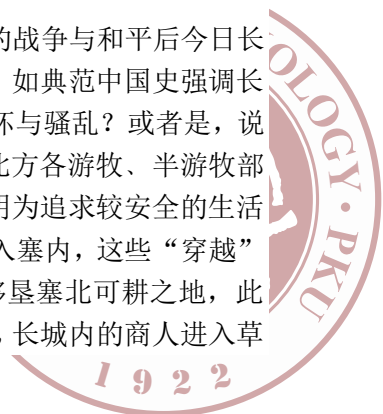 的战争与和平后今日长
如典范中国史强调长
坏与骚乱？或者是，说
北方各游牧、半游牧部
明为追求较安全的生活
入塞内，这些“穿越”
移垦塞北可耕之地，此
，长城内的商人进入草
OLOGY · PKU
1922